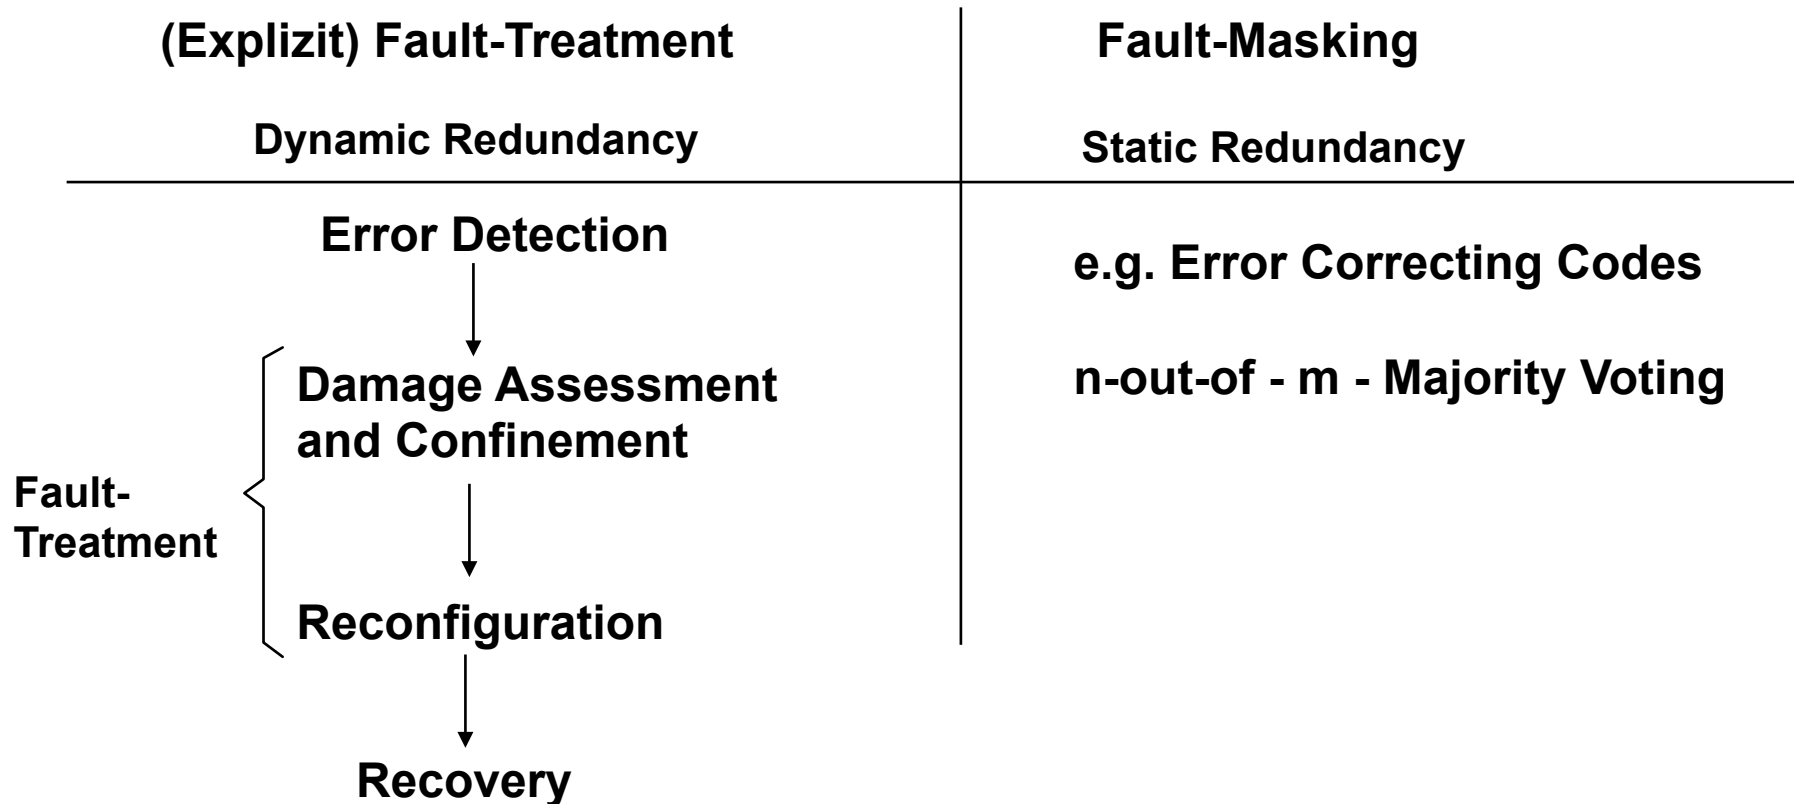 (Explizit) Fault-Treatment
Dynamic Redundancy
Fault-Masking
Static Redundancy
Error Detection
Damage Assessment
and Confinement
Fault-
Treatment
Reconfiguration
Recovery
e.g. Error Correcting Codes
n-out-of - m - Majority Voting